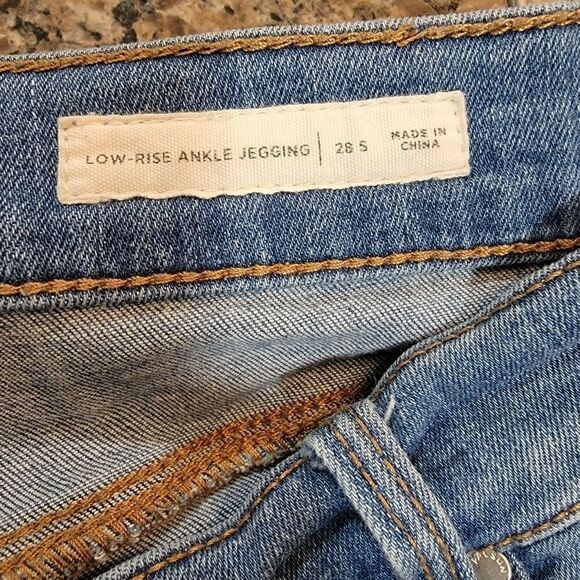 LOW-RISE ANKLE JEGGING | 28 S
MADE IN
CHINA